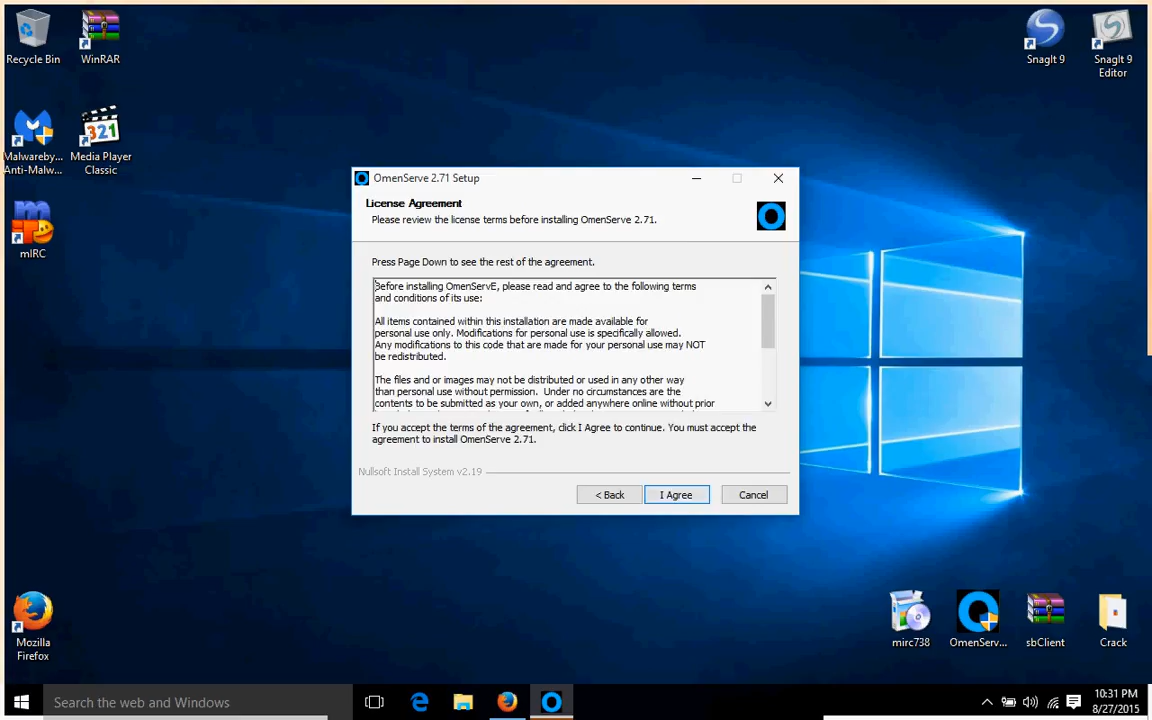 Recycle Bin
WinRAR
SnagIt 9
SnagIt 9
Editor
Malwareby...
Anti-Malw...
321
Media Player
Classic
mIRC
OmenServe 2.71 Setup
License Agreement
Please review the license terms before installing OmenServe 2.71.
Press Page Down to see the rest of the agreement.
Before installing OmenServE, please read and agree to the following terms
and conditions of its use:
All items contained within this installation are made available for
personal use only. Modifications for personal use is specifically allowed.
Any modifications to this code that are made for your personal use may NOT
be redistributed.
The files and or images may not be distributed or used in any other way
than personal use without permission. Under no circumstances are the
contents to be submitted as your own, or added anywhere online without prior
If you accept the terms of the agreement, click I Agree to continue. You must accept the
agreement to install OmenServe 2.71.
Nullsoft Install System v2.19
< Back
I Agree
Cancel
Mozilla
Firefox
mirc738
OmenServ...
sbClient
Crack
Search the web and Windows
10:31 PM
8/27/2015